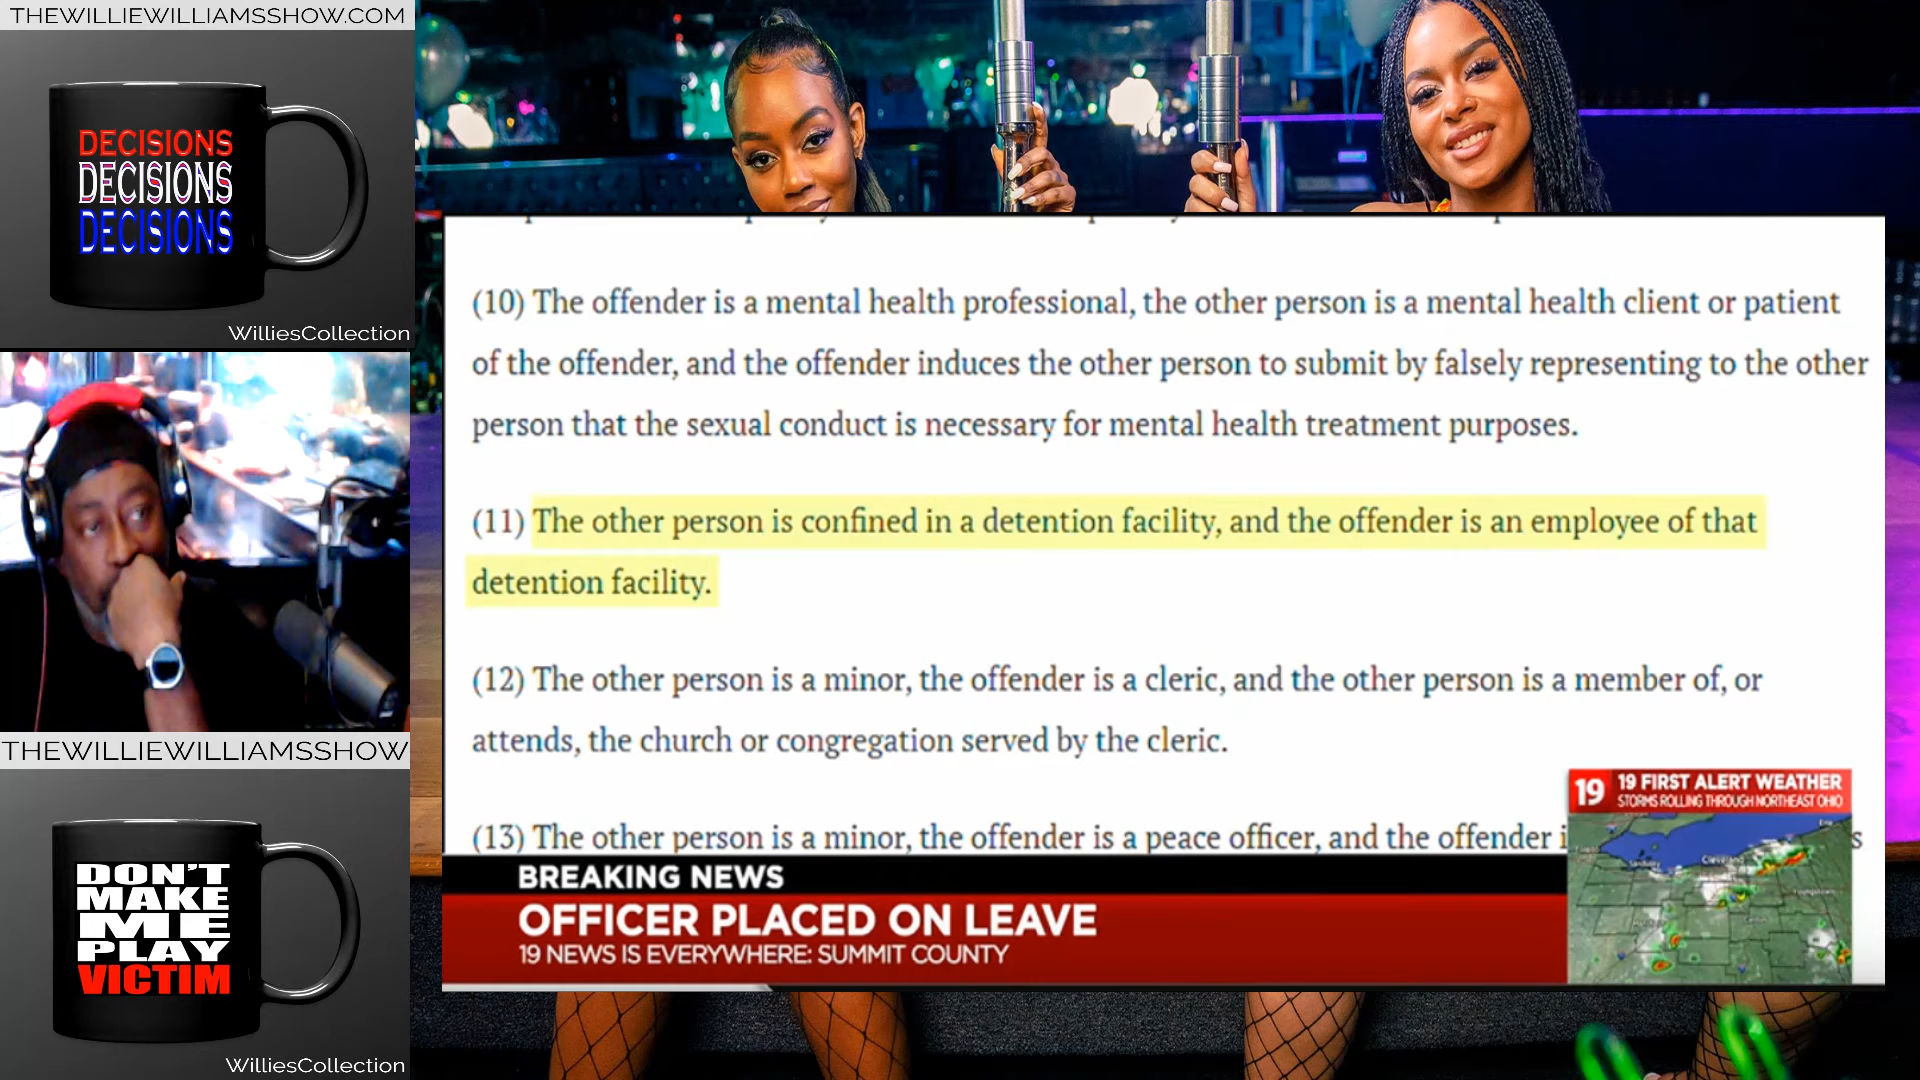 THEWILLIEWILLIAMSSHOW.COM
DECISIONS
DECISIONS
DECISIONS
WilliesCollection
THEWILLIEWILLIAMSSHOW
DON'T
MAKE
ME
PLAY
VICTIM
WilliesCollection
(10) The offender is a mental health professional, the other person is a mental health client or patient
of the offender, and the offender induces the other person to submit by falsely representing to the other
person that the sexual conduct is necessary for mental health treatment purposes.
(11) The other person is confined in a detention facility, and the offender is an employee of that
detention facility.
(12) The other person is a minor, the offender is a cleric, and the other person is a member of, or
attends, the church or congregation served by the cleric.
(13) The other person is a minor, the offender is a peace officer, and the offender
19 19 FIRST ALERT WEATHER
STORMS ROLLING THROUGH NORTHEAST OHIO
Cleveland
BREAKING NEWS
OFFICER PLACED ON LEAVE
19 NEWS IS EVERYWHERE: SUMMIT COUNTY